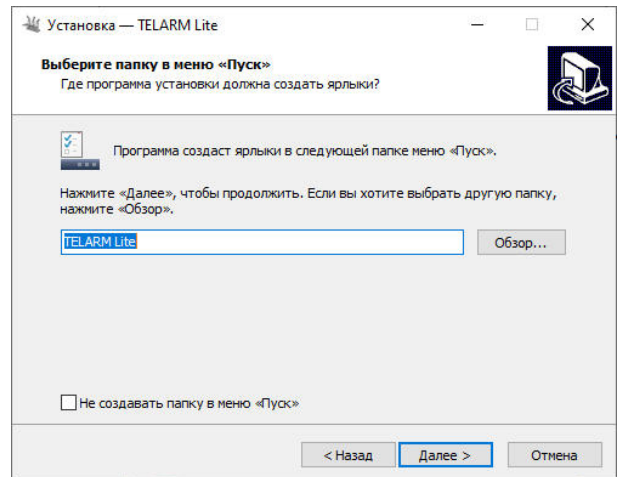 Установка — TELARM Lite
Выберите папку в меню «Пуск»
Где программа установки должна создать ярлыки?
Программа создаст ярлыки в следующей папке меню «Пуск».
Нажмите «Далее», чтобы продолжить. Если вы хотите выбрать другую папку,
нажмите «Обзор».
TELARM Lite
Обзор...
Не создавать папку в меню «Пуск»
< Назад
Далее >
Отмена